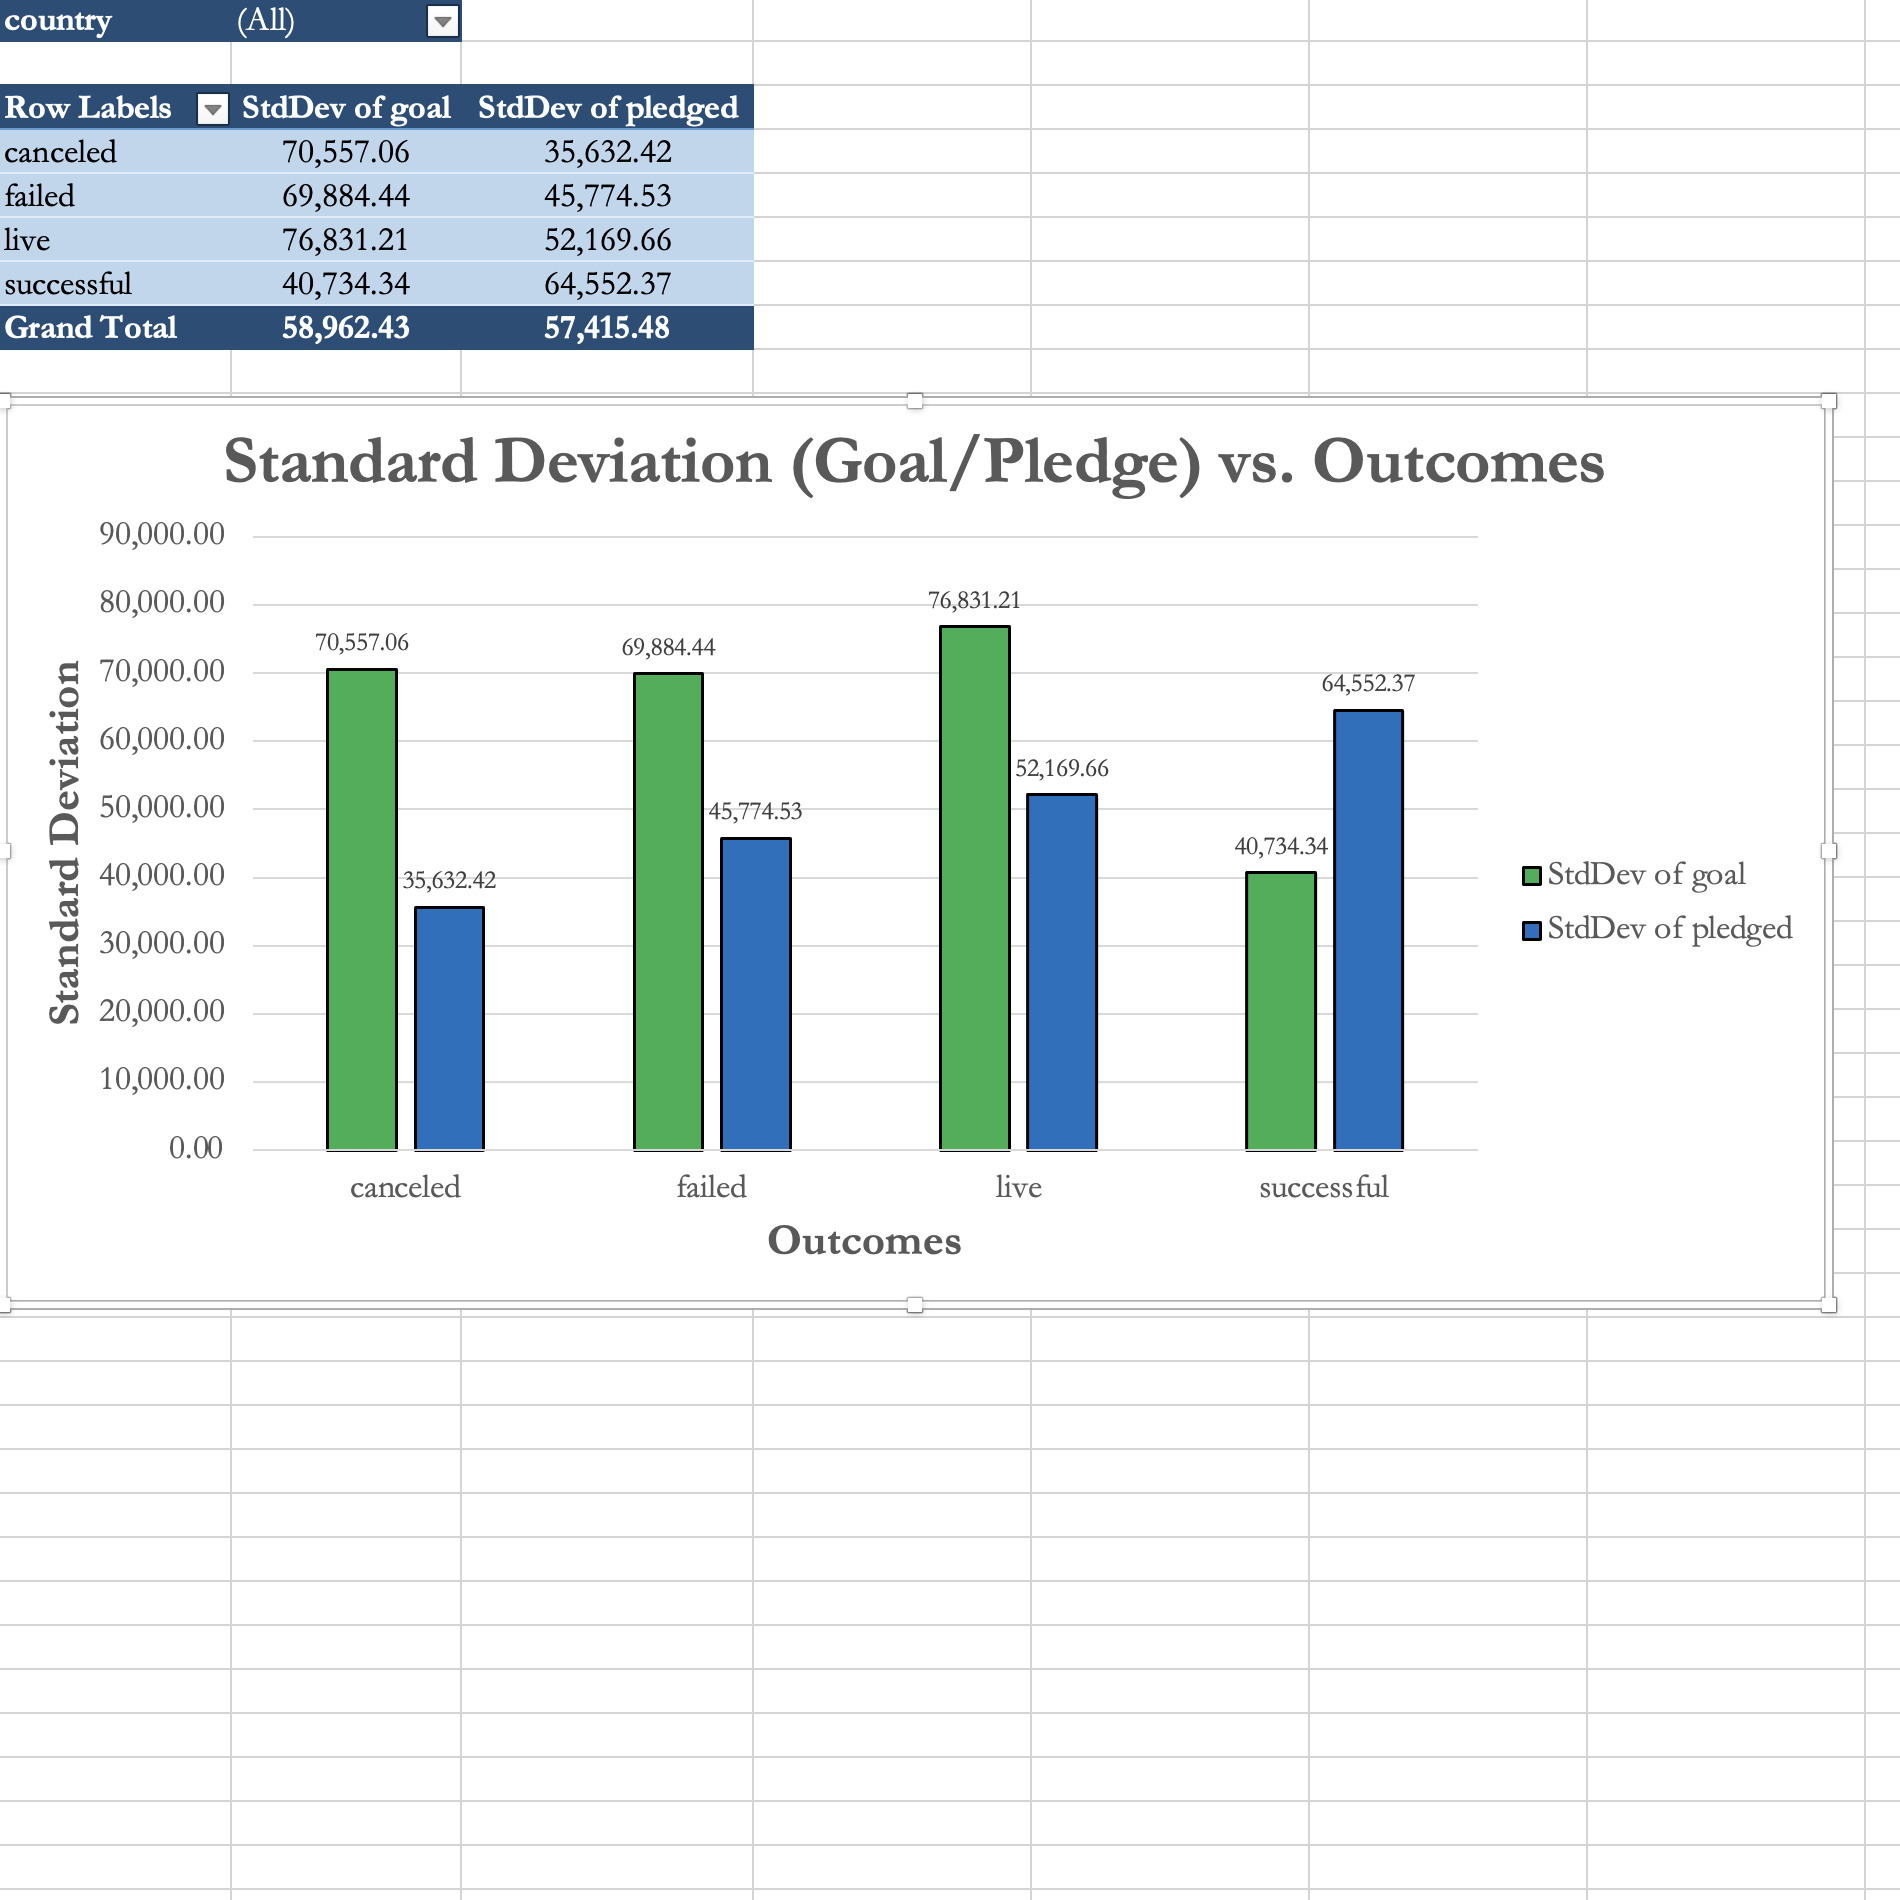 country (All)
Row Labels StdDev of goal StdDev of pledged
canceled 70,557.06 35,632.42
failed 69,884.44 45,774.53
live 76,831.21 52,169.66
successful 40,734.34 64,552.37
Grand Total 58,962.43 57,415.48
Standard Deviation (Goal/Pledge) vs. Outcomes
Standard Deviation
90,000.00
80,000.00
70,000.00
60,000.00
50,000.00
40,000.00
30,000.00
20,000.00
10,000.00
0.00
70,557.06
35,632.42
69,884.44
45,774.53
76,831.21
52,169.66
40,734.34
64,552.37
canceled failed live successful
Outcomes
StdDev of goal
StdDev of pledged